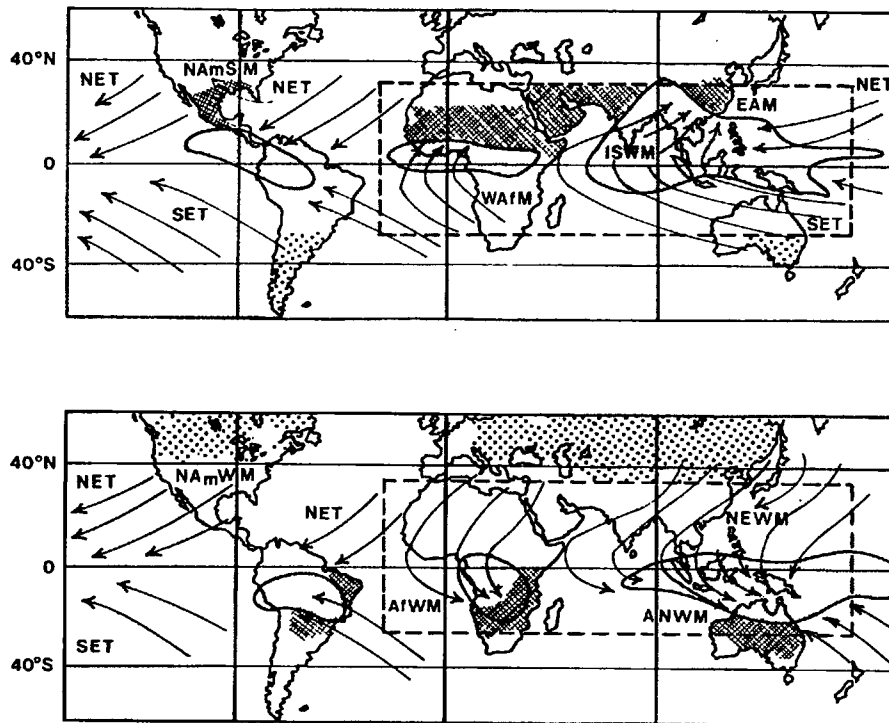 40°N
NAmSM
NET
NET
EAM
NET
0
ISWM
WAfM
SET
SET
40°S
40°N
NAmWM
NET
NET
NEWM
0
AfWM
ANWM
SET
40°S